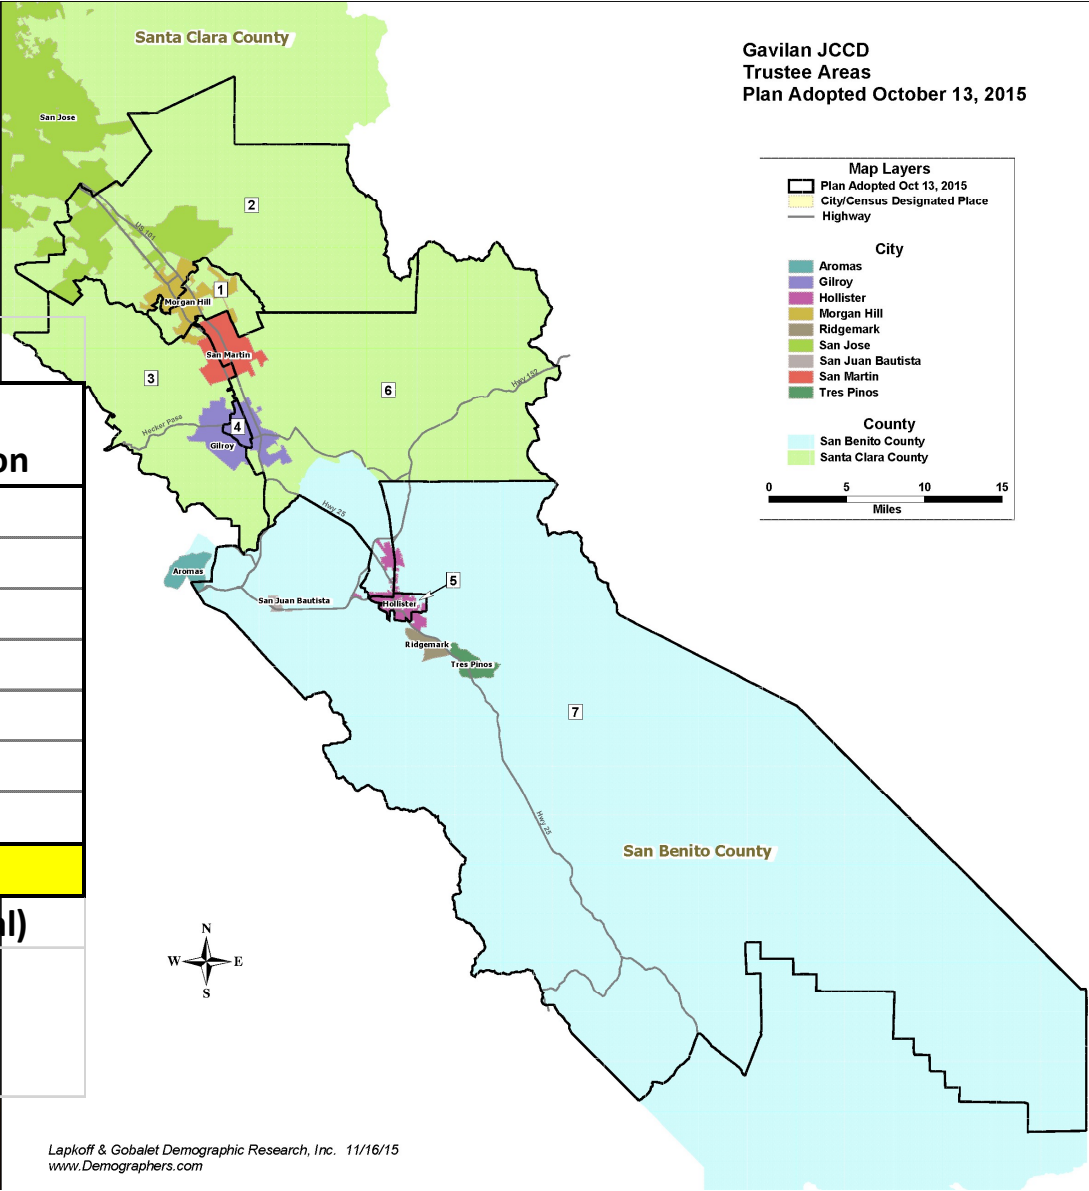 Santa Clara County
Gavilan JCCD
Trustee Areas
Plan Adopted October 13, 2015
San Jose
Map Layers
Plan Adopted Oct 13, 2015
City/Census Designated Place
Highway
2
US 101
City
Aromas
Gilroy
Hollister
Morgan Hill
Ridgemark
San Jose
San Juan Bautista
San Martin
Tres Pinos
1
Morgan Hill
San Martin
3
6
Hwy 152
Hecker Pass
4
Gilroy
County
San Benito County
Santa Clara County
0 5 10 15
Miles
on
Hwy 25
Aromas
5
San Juan Bautista
Hollister
Ridgemark
Tres Pinos
7
Hwy 25
San Benito County
al)
N
W E
S
Lapkoff & Gobalet Demographic Research, Inc. 11/16/15
www.Demographers.com